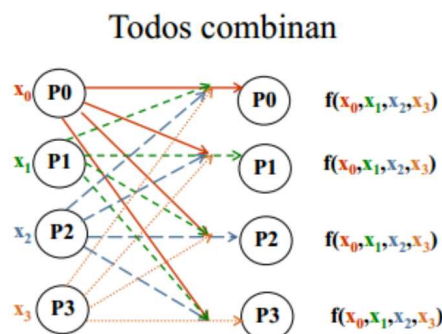 Todos combinan
x0 P0 P0 f(x0,x1,x2,x3)
x1 P1 P1 f(x0,x1,x2,x3)
x2 P2 P2 f(x0,x1,x2,x3)
x3 P3 P3 f(x0,x1,x2,x3)